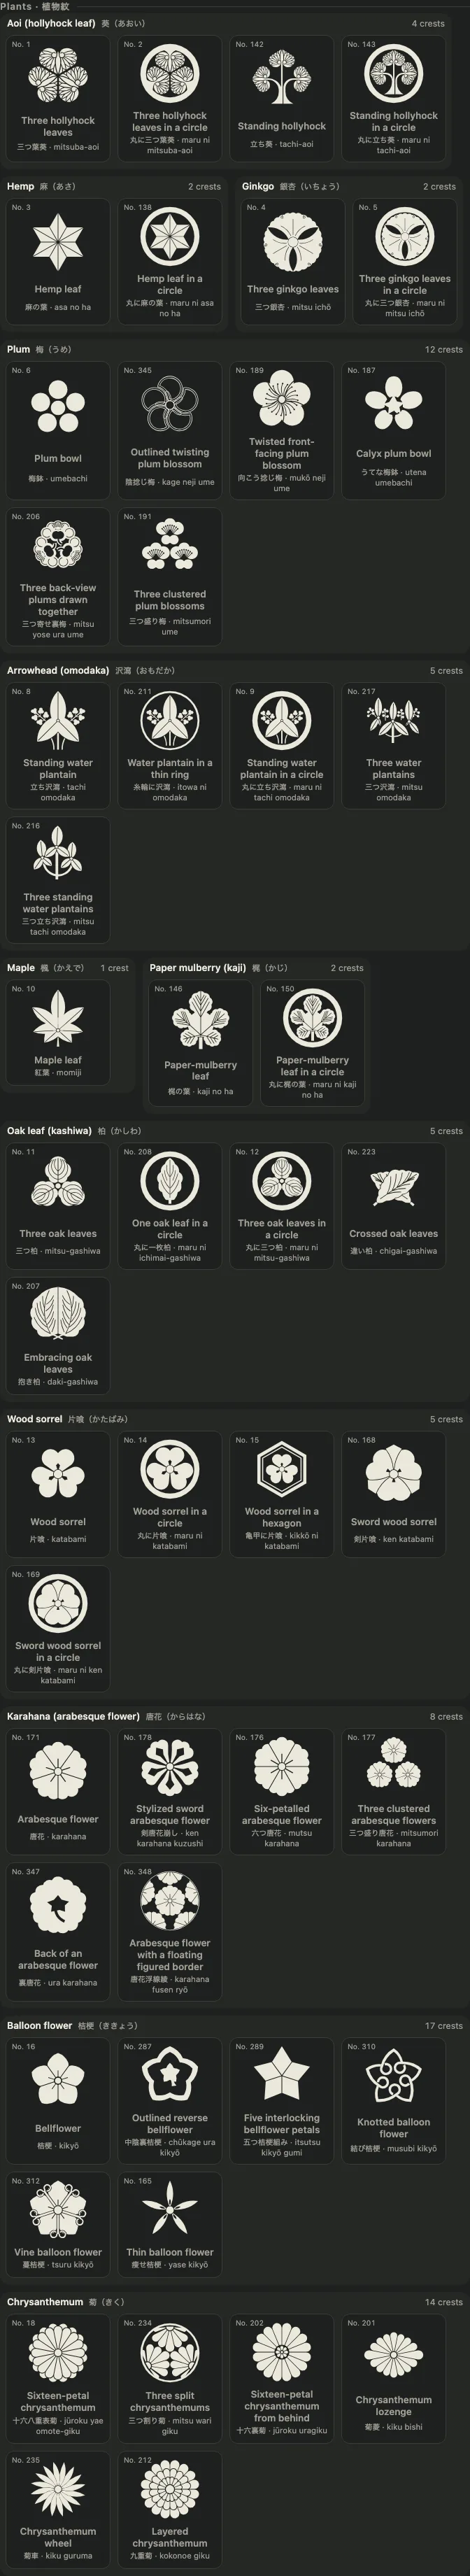 Plants · 植物紋
Aoi (hollyhock leaf) 葵（あおい） 4 crests
No. 1
Three hollyhock
leaves
三つ葉葵 · mitsuba-aoi
No. 2
Three hollyhock
leaves in a circle
丸に三つ葉葵 · maru ni
mitsuba-aoi
No. 142
Standing hollyhock
立ち葵 · tachi-aoi
No. 143
Standing hollyhock
in a circle
丸に立ち葵 · maru ni
tachi-aoi
Hemp 麻（あさ） 2 crests
No. 3
Hemp leaf
麻の葉 · asa no ha
No. 138
Hemp leaf in a
circle
丸に麻の葉 · maru ni asa
no ha
Ginkgo 銀杏（いちょう） 2 crests
No. 4
Three ginkgo leaves
三つ銀杏 · mitsu ichō
No. 5
Three ginkgo leaves
in a circle
丸に三つ銀杏 · maru ni
mitsu ichō
Plum 梅（うめ） 12 crests
No. 6
Plum bowl
梅鉢 · umebachi
No. 345
Outlined twisting
plum blossom
陰捻じ梅 · kage neji ume
No. 189
Twisted front-
facing plum
blossom
向こう捻じ梅 · mukō neji
ume
No. 187
Calyx plum bowl
うてな梅鉢 · utena
umebachi
No. 206
Three back-view
plums drawn
together
三つ寄せ裏梅 · mitsu
yose ura ume
No. 191
Three clustered
plum blossoms
三つ盛り梅 · mitsumori
ume
Arrowhead (omodaka) 沢瀉（おもだか） 5 crests
No. 8
Standing water
plantain
立ち沢瀉 · tachi
omodaka
No. 211
Water plantain in a
thin ring
糸輪に沢瀉 · itowa ni
omodaka
No. 9
Standing water
plantain in a circle
丸に立ち沢瀉 · maru ni
tachi omodaka
No. 217
Three water
plantains
三つ沢瀉 · mitsu
omodaka
No. 216
Three standing
water plantains
三つ立ち沢瀉 · mitsu
tachi omodaka
Maple 楓（かえで） 1 crest
No. 10
Maple leaf
紅葉 · momiji
Paper mulberry (kaji) 梶（かじ） 2 crests
No. 146
Paper-mulberry
leaf
梶の葉 · kaji no ha
No. 150
Paper-mulberry
leaf in a circle
丸に梶の葉 · maru ni kaji
no ha
Oak leaf (kashiwa) 柏（かしわ） 5 crests
No. 11
Three oak leaves
三つ柏 · mitsu-gashiwa
No. 208
One oak leaf in a
circle
丸に一枚柏 · maru ni
ichimai-gashiwa
No. 12
Three oak leaves in
a circle
丸に三つ柏 · maru ni
mitsu-gashiwa
No. 223
Crossed oak leaves
違い柏 · chigai-gashiwa
No. 207
Embracing oak
leaves
抱き柏 · daki-gashiwa
Wood sorrel 片喰（かたばみ） 5 crests
No. 13
Wood sorrel
片喰 · katabami
No. 14
Wood sorrel in a
circle
丸に片喰 · maru ni
katabami
No. 15
Wood sorrel in a
hexagon
亀甲に片喰 · kikkō ni
katabami
No. 168
Sword wood sorrel
剣片喰 · ken katabami
No. 169
Sword wood sorrel
in a circle
丸に剣片喰 · maru ni ken
katabami
Karahana (arabesque flower) 唐花（からはな） 8 crests
No. 171
Arabesque flower
唐花 · karahana
No. 178
Stylized sword
arabesque flower
剣唐花崩し · ken
karahana kuzushi
No. 176
Six-petalled
arabesque flower
六つ唐花 · mutsu
karahana
No. 177
Three clustered
arabesque flowers
三つ盛り唐花 · mitsumori
karahana
No. 347
Back of an
arabesque flower
裏唐花 · ura karahana
No. 348
Arabesque flower
with a floating
figured border
唐花浮線綾 · karahana
fusen ryō
Balloon flower 桔梗（ききょう） 17 crests
No. 16
Bellflower
桔梗 · kikyō
No. 287
Outlined reverse
bellflower
中陰裏桔梗 · chūkage ura
kikyō
No. 289
Five interlocking
bellflower petals
五つ桔梗組み · itsutsu
kikyō gumi
No. 310
Knotted balloon
flower
結び桔梗 · musubi kikyō
No. 312
Vine balloon flower
蔓桔梗 · tsuru kikyō
No. 165
Thin balloon flower
痩せ桔梗 · yase kikyō
Chrysanthemum 菊（きく） 14 crests
No. 18
Sixteen-petal
chrysanthemum
十六八重表菊 · jūroku yae
omote-giku
No. 234
Three split
chrysanthemums
三つ割り菊 · mitsu wari
giku
No. 202
Sixteen-petal
chrysanthemum
from behind
十六裏菊 · jūroku uragiku
No. 201
Chrysanthemum
lozenge
菊菱 · kiku bishi
No. 235
Chrysanthemum
wheel
菊車 · kiku guruma
No. 212
Layered
chrysanthemum
九重菊 · kokonoe giku